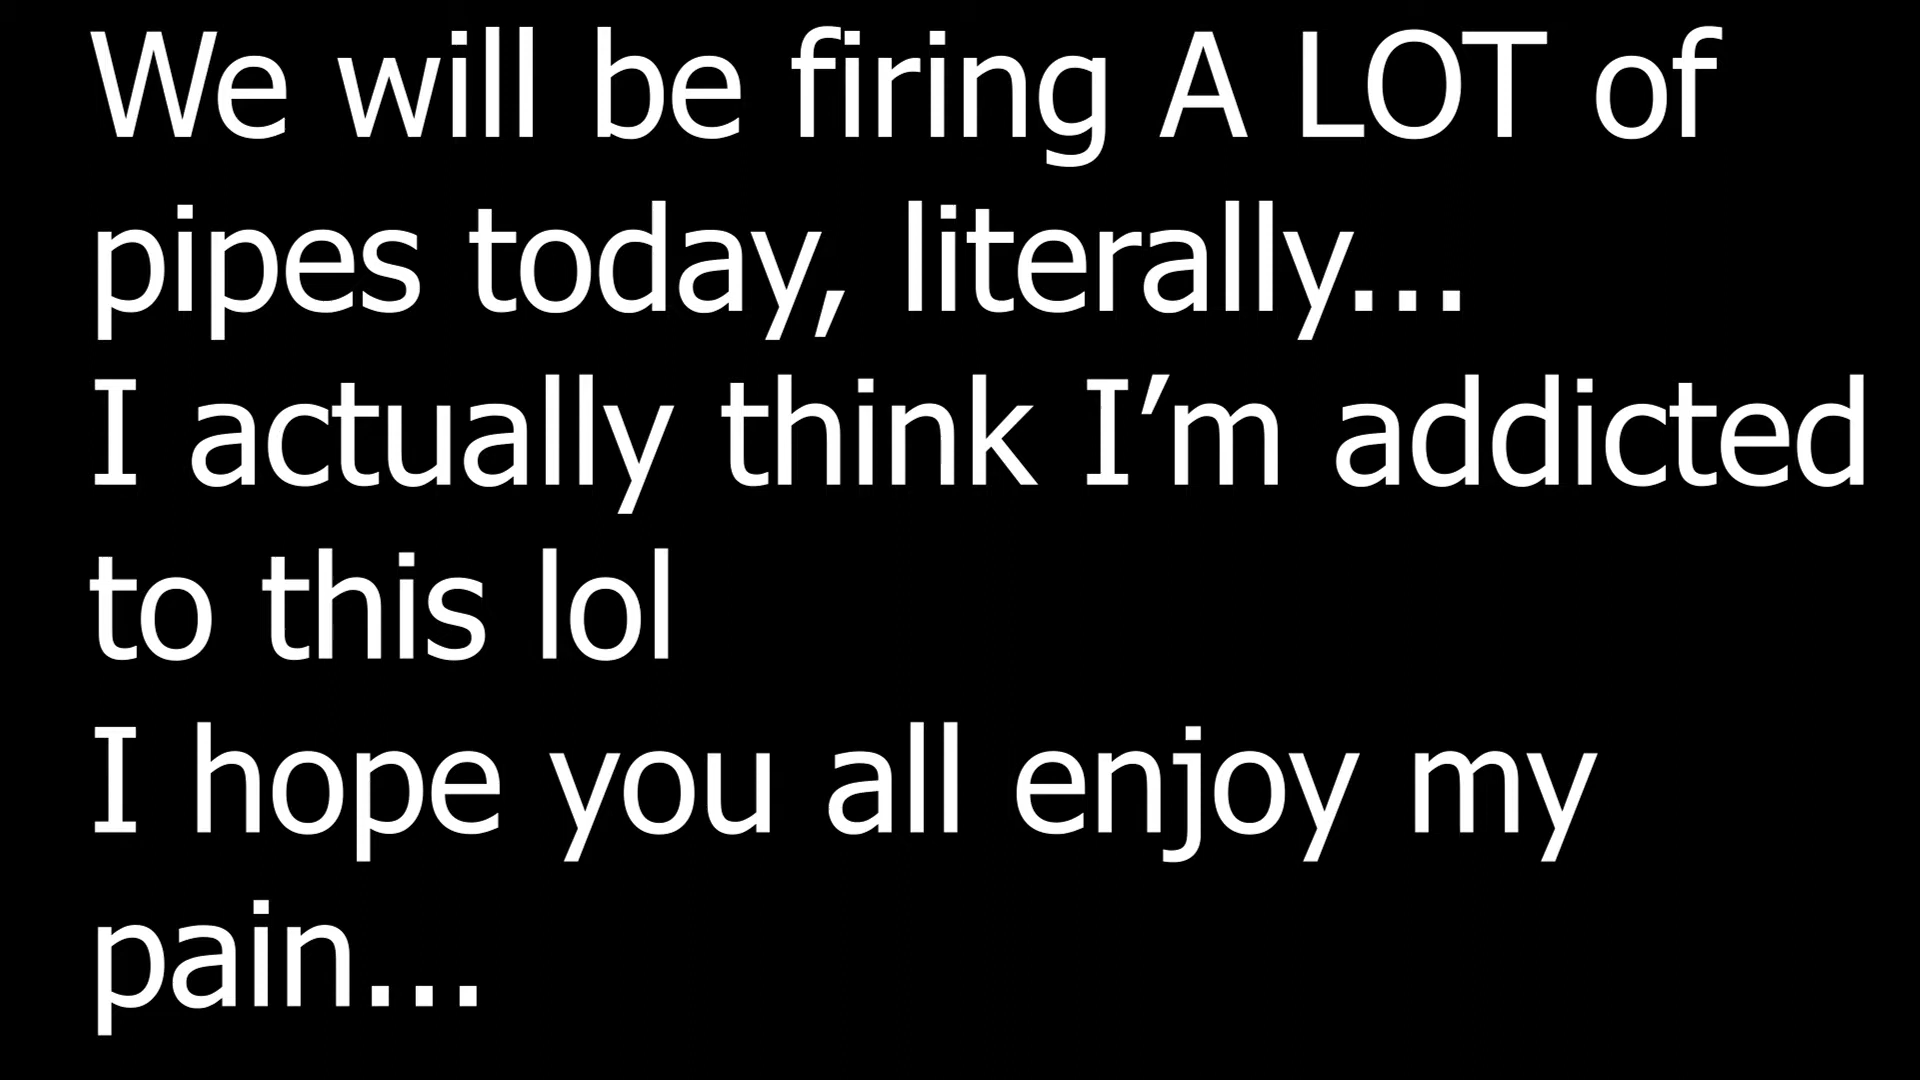 We will be firing A LOT of
pipes today, literally...
I actually think I’m addicted
to this lol
I hope you all enjoy my
pain...